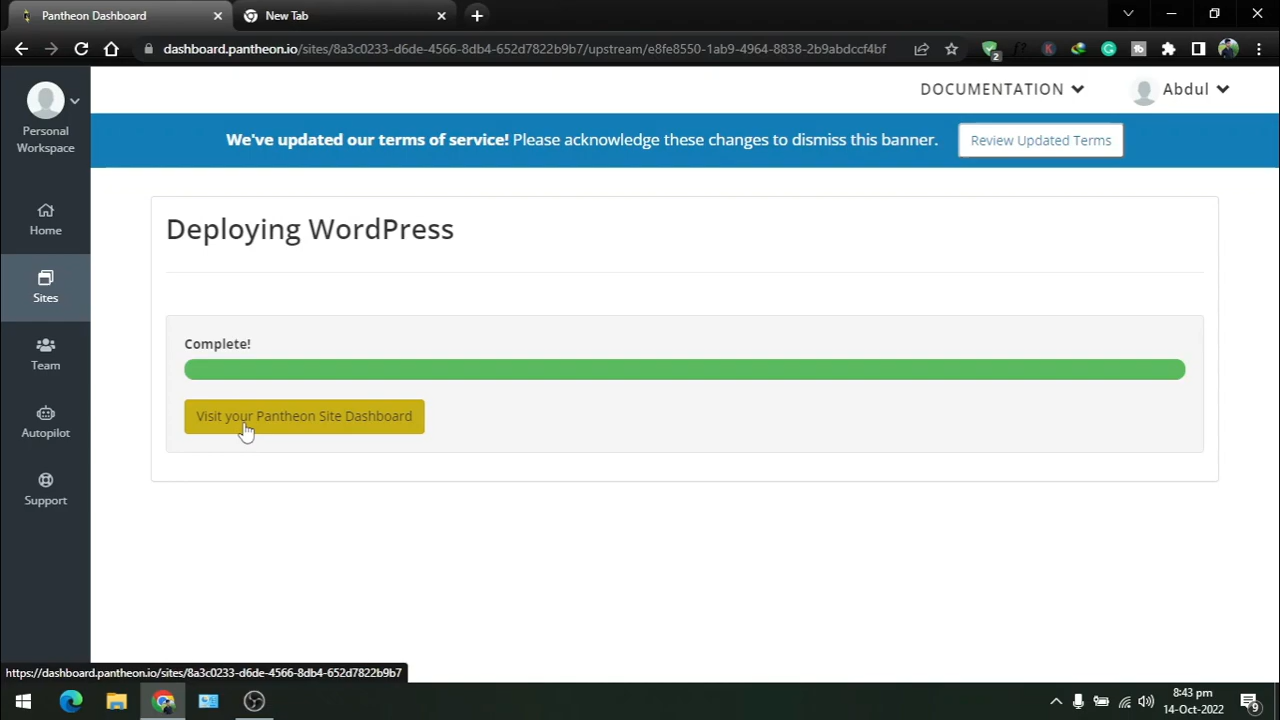 Pantheon Dashboard
New Tab
dashboard.pantheon.io/sites/8a3c0233-d6de-4566-8db4-652d7822b9b7/upstream/e8fe8550-1ab9-4964-8838-2b9abdccf4bf
2
Personal
Workspace
DOCUMENTATION
Abdul
We've updated our terms of service! Please acknowledge these changes to dismiss this banner.
Review Updated Terms
Home
Sites
Team
Autopilot
Support
Deploying WordPress
Complete!
Visit your Pantheon Site Dashboard
https://dashboard.pantheon.io/sites/8a3c0233-d6de-4566-8db4-652d7822b9b7
8:43 pm
14-Oct-2022
9